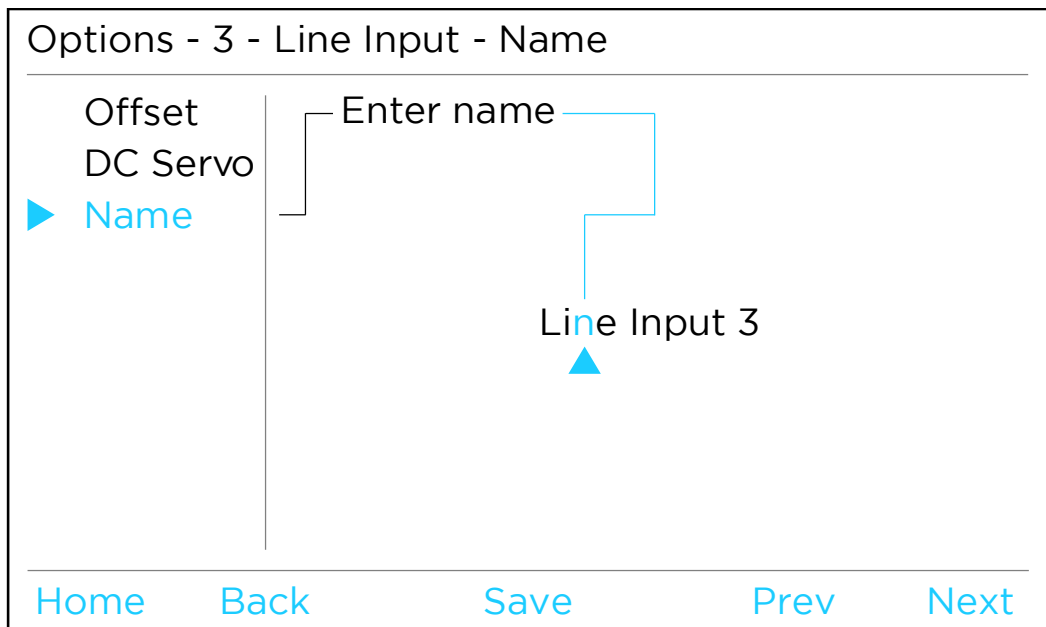 Options - 3 - Line Input - Name
Offset
DC Servo
Name
Enter name
Line Input 3
Home Back Save Prev Next